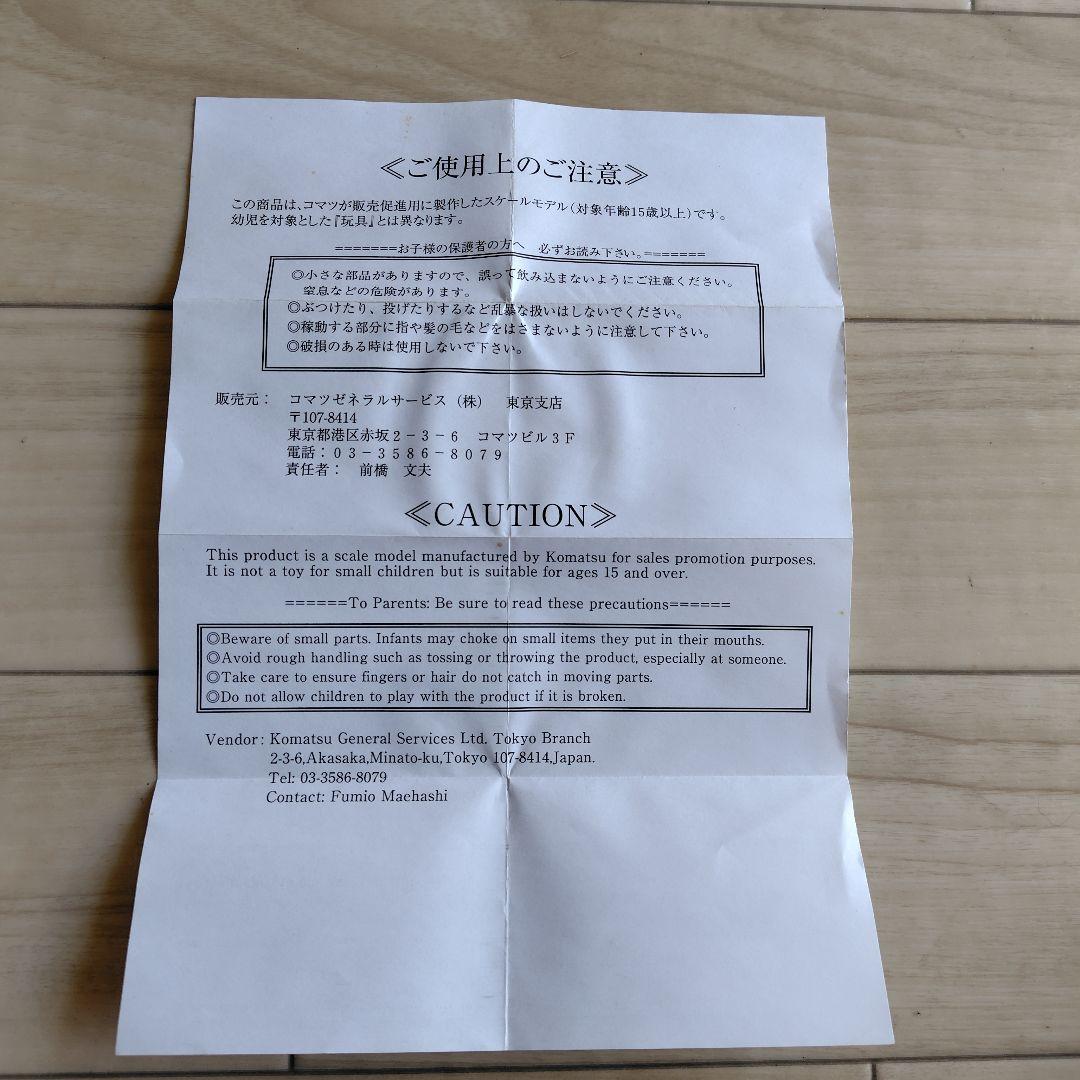 ≪ご使用上のご注意≫
この商品は、コマツが販売促進用に製作したスケールモデル(対象年齢15歳以上)です。
幼児を対象とした『玩具』とは異なります。
=======お子様の保護者の方へ 必ずお読み下さい。=======
◎小さな部品がありますので、誤って飲み込まないようにご注意ください。
窒息などの危険があります。
◎ぶつけたり、投げたりするなど乱暴な扱いはしないでください。
◎稼動する部分に指や髪の毛などをはさまないように注意して下さい。
◎破損のある時は使用しないで下さい。
販売元： コマツゼネラルサービス（株） 東京支店
〒107-8414
東京都港区赤坂２－３－６ コマツビル３Ｆ
電話：０３－３５８６－８０７９
責任者： 前橋 文夫
≪CAUTION≫
This product is a scale model manufactured by Komatsu for sales promotion purposes.
It is not a toy for small children but is suitable for ages 15 and over.
======To Parents: Be sure to read these precautions======
◎Beware of small parts. Infants may choke on small items they put in their mouths.
◎Avoid rough handling such as tossing or throwing the product, especially at someone.
◎Take care to ensure fingers or hair do not catch in moving parts.
◎Do not allow children to play with the product if it is broken.
Vendor: Komatsu General Services Ltd. Tokyo Branch
2-3-6,Akasaka,Minato-ku,Tokyo 107-8414,Japan.
Tel: 03-3586-8079
Contact: Fumio Maehashi